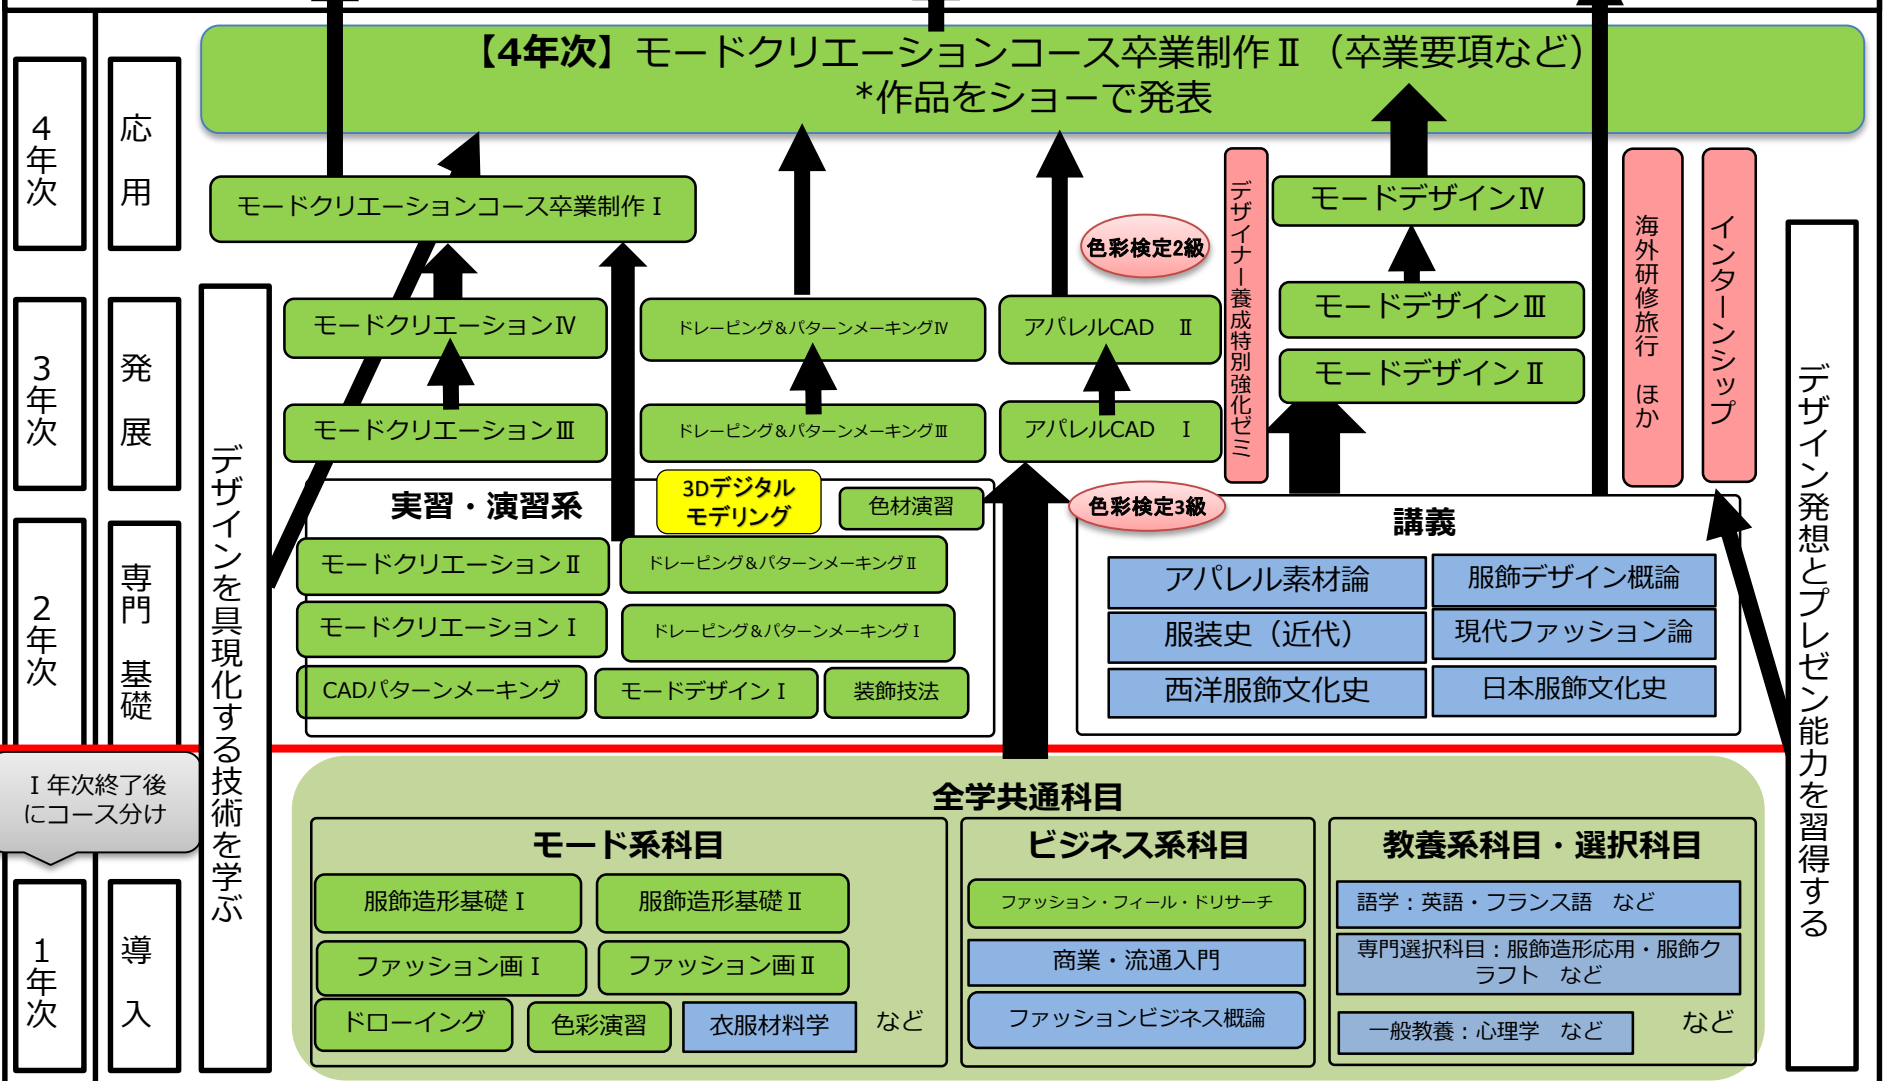 【4年次】モードクリエーションコース卒業制作Ⅱ（卒業要項など）
*作品をショーで発表
4年次
応用
モードクリエーションコース卒業制作Ⅰ
色彩検定2級
デザイナー養成特別強化ゼミ
モードデザインⅣ
海外研修旅行　ほか
インターンシップ
3年次
発展
モードクリエーションⅣ
ドレーピング&パターンメーキングⅣ
アパレルCAD　Ⅱ
モードデザインⅢ
モードデザインⅡ
モードクリエーションⅢ
ドレーピング&パターンメーキングⅢ
アパレルCAD　Ⅰ
デザインを具現化する技術を学ぶ
デザイン発想とプレゼン能力を習得する
2年次
専門基礎
実習・演習系
3Dデジタル
モデリング
色材演習
色彩検定3級
モードクリエーションⅡ
ドレーピング&パターンメーキングⅡ
モードクリエーションⅠ
ドレーピング&パターンメーキングⅠ
CADパターンメーキング
モードデザインⅠ
装飾技法
講義
アパレル素材論
服飾デザイン概論
服装史（近代）
現代ファッション論
西洋服飾文化史
日本服飾文化史
Ⅰ年次終了後
にコース分け
1年次
導入
全学共通科目
モード系科目
服飾造形基礎Ⅰ
服飾造形基礎Ⅱ
ファッション画Ⅰ
ファッション画Ⅱ
ドローイング
色彩演習
衣服材料学
など
ビジネス系科目
ファッション・フィール・ドリサーチ
商業・流通入門
ファッションビジネス概論
教養系科目・選択科目
語学：英語・フランス語　など
専門選択科目：服飾造形応用・服飾ク
ラフト　など
一般教養：心理学　など
など